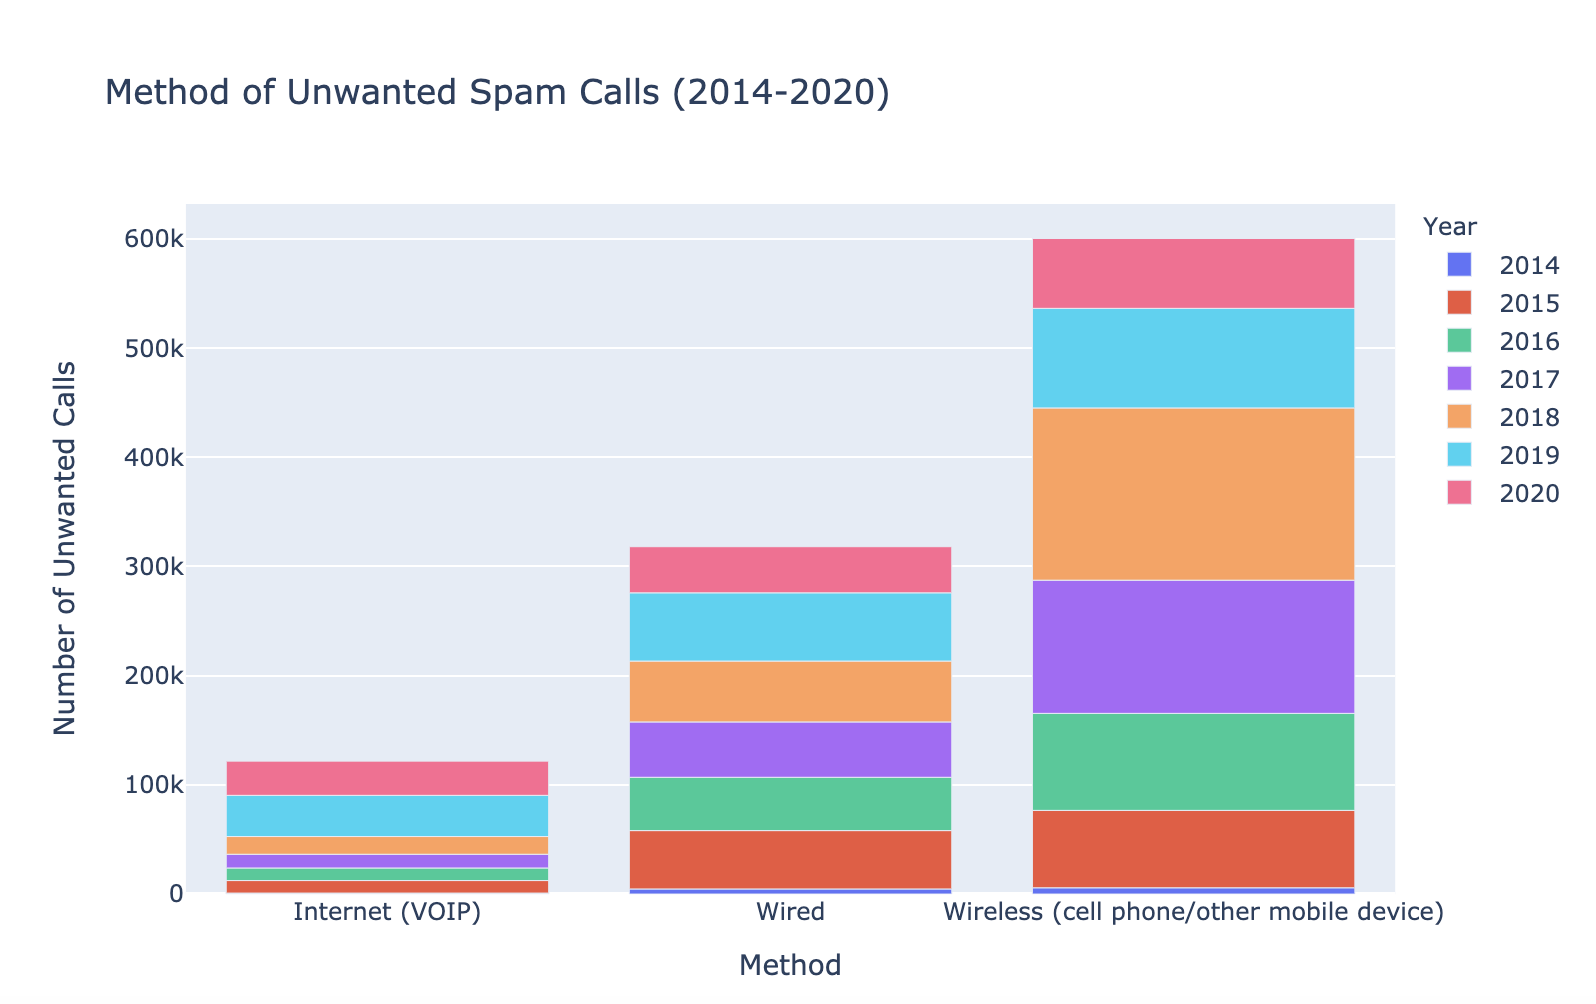 Method of Unwanted Spam Calls (2014-2020)
Number of Unwanted Calls
600k
500k
400k
300k
200k
100k
0
Internet (VOIP)
Wired
Wireless (cell phone/other mobile device)
Method
Year
2014
2015
2016
2017
2018
2019
2020